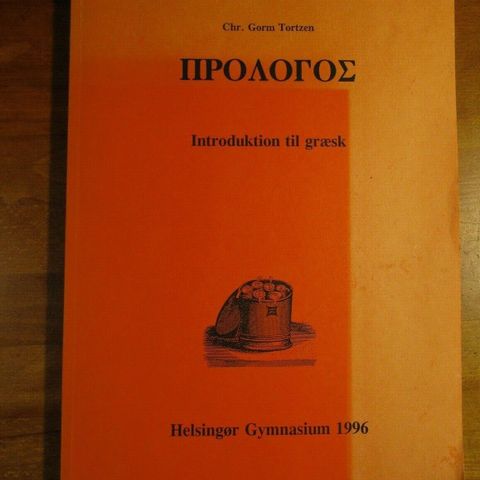 Chr. Gorm Tortzen
ΠΡΟΛΟΓΟΣ
Introduktion til græsk
Helsingør Gymnasium 1996